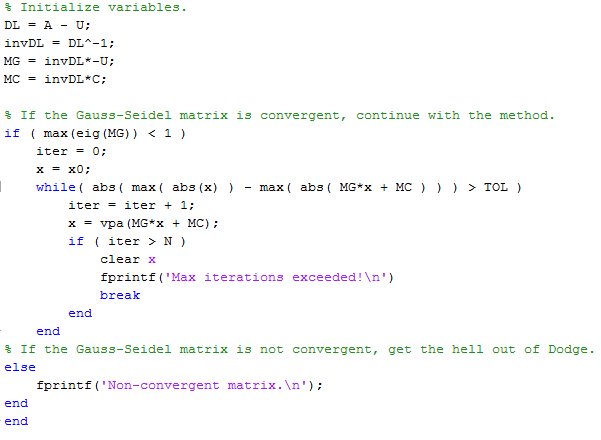 % Initialize variables.
DL = A - U;
invDL = DL^-1;
MG = invDL*-U;
MC = invDL*C;
% If the Gauss-Seidel matrix is convergent, continue with the method.
if ( max(eig(MG)) < 1 )
iter = 0;
x = x0;
while( abs( max( abs(x) ) - max( abs( MG*x + MC ) ) ) > TOL )
iter = iter + 1;
x = vpa(MG*x + MC);
if ( iter > N )
clear x
fprintf('Max iterations exceeded!\n')
break
end
end
% If the Gauss-Seidel matrix is not convergent, get the hell out of Dodge.
else
fprintf('Non-convergent matrix.\n');
end
end